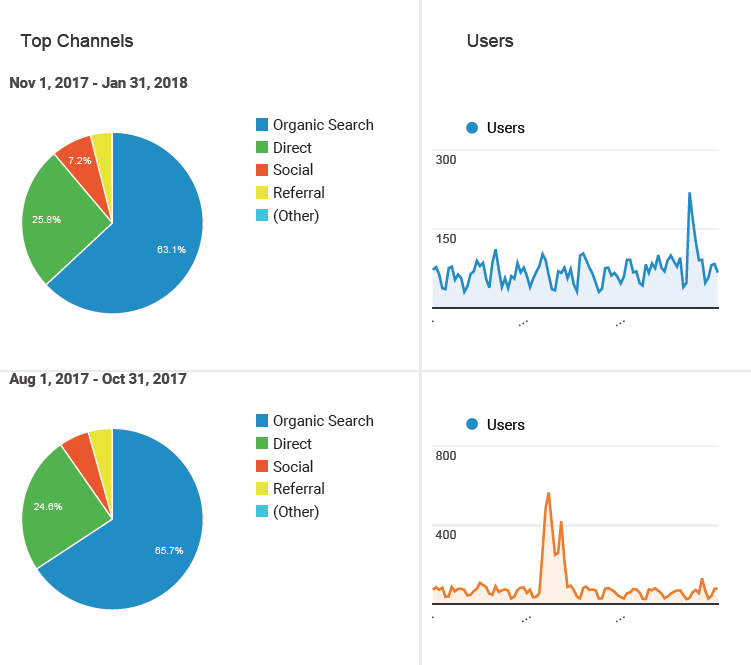 Top Channels
Users
Nov 1, 2017 - Jan 31, 2018
Organic Search
Direct
Social
Referral
(Other)
7.2%
25.8%
63.1%
Users
300
150
Aug 1, 2017 - Oct 31, 2017
Organic Search
Direct
Social
Referral
(Other)
24.6%
65.7%
Users
800
400